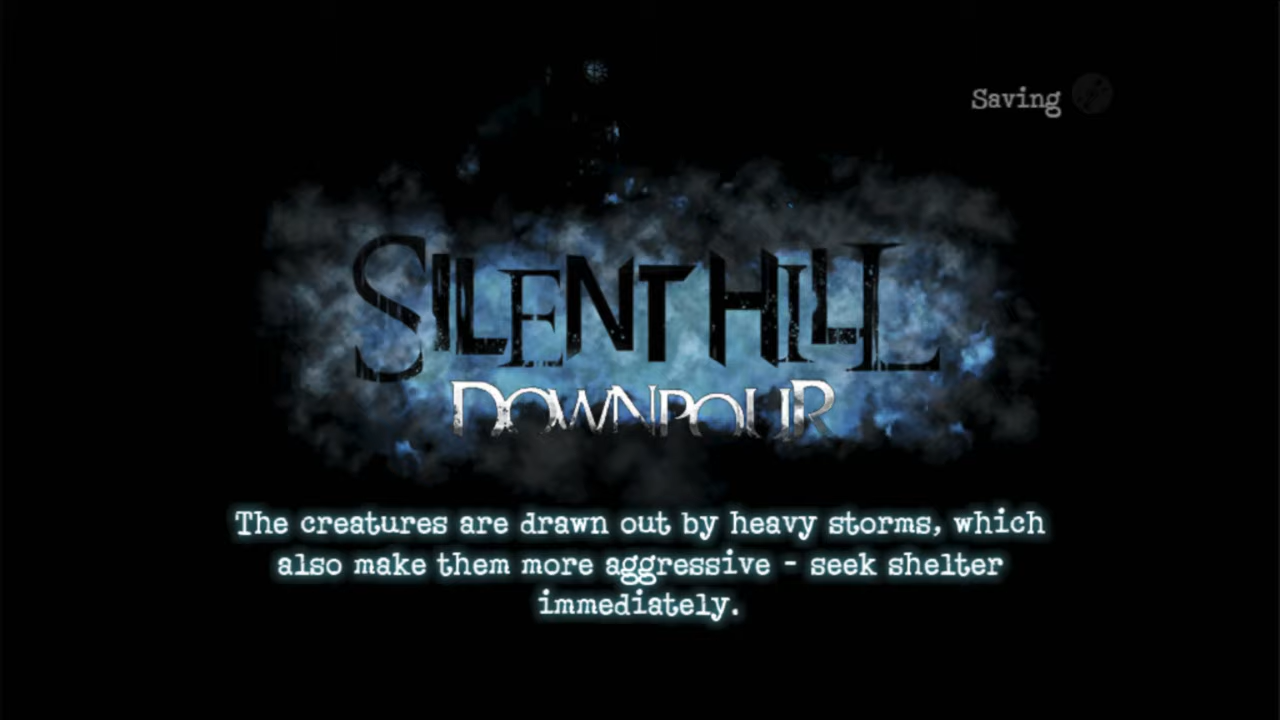 Saving
SILENT HILL
DOWNPOUR
The creatures are drawn out by heavy storms, which
also make them more aggressive - seek shelter
immediately.